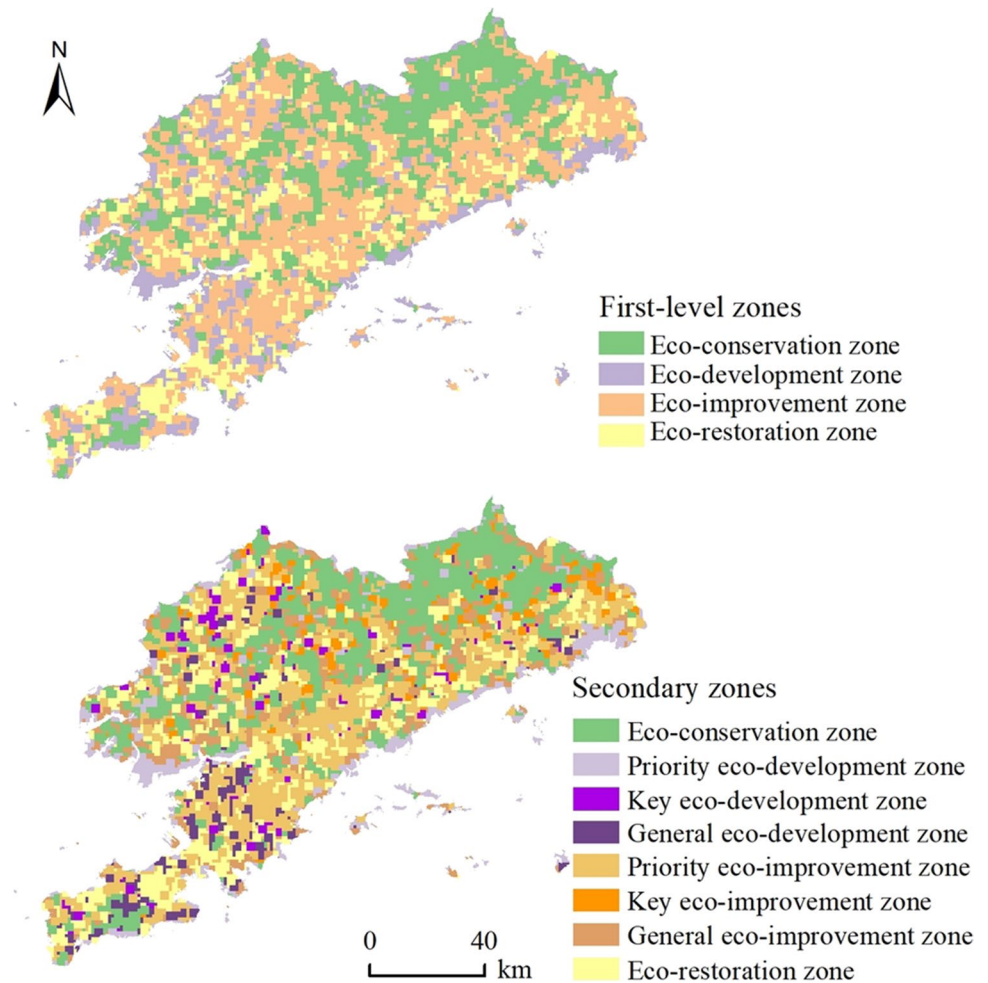 N
First-level zones
Eco-conservation zone
Eco-development zone
Eco-improvement zone
Eco-restoration zone
Secondary zones
Eco-conservation zone
Priority eco-development zone
Key eco-development zone
General eco-development zone
Priority eco-improvement zone
Key eco-improvement zone
General eco-improvement zone
Eco-restoration zone
0 40
km